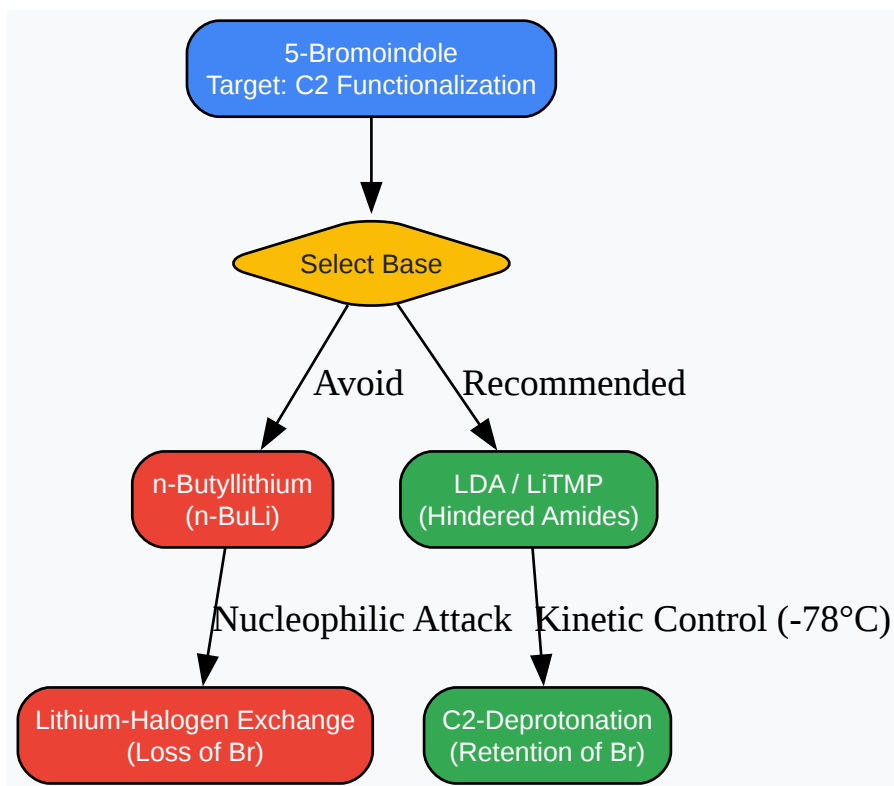 5-Bromoindole
Target: C2 Functionalization
Select Base
Avoid
Recommended
n-Butyllithium
(n-BuLi)
LDA / LiTMP
(Hindered Amides)
Nucleophilic Attack
Kinetic Control (-78°C)
Lithium-Halogen Exchange
(Loss of Br)
C2-Deprotonation
(Retention of Br)